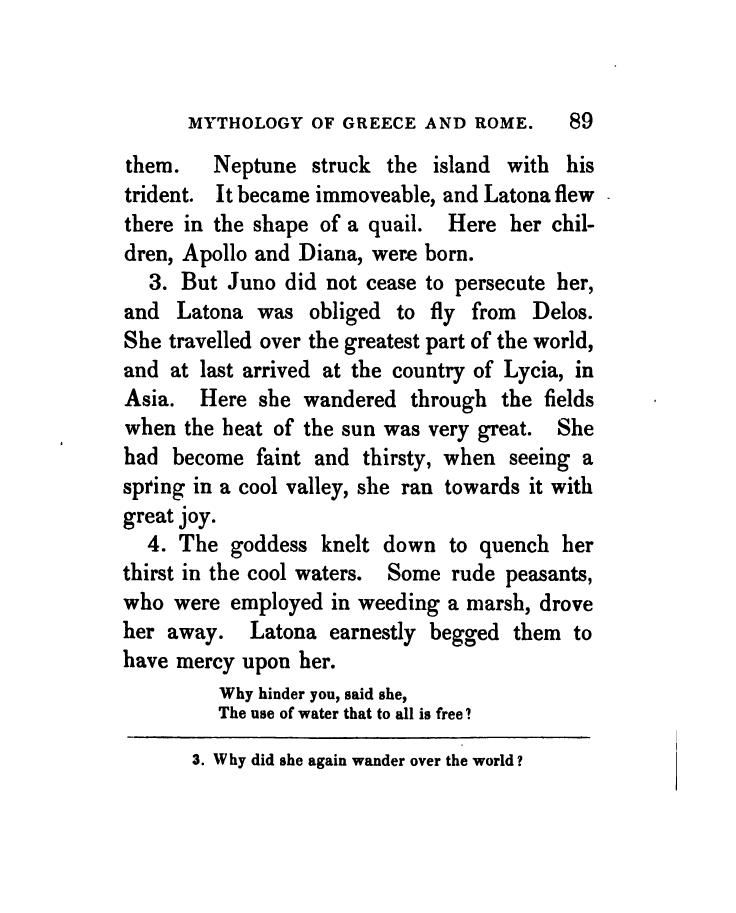 MYTHOLOGY OF GREECE AND ROME. 89
them. Neptune struck the island with his
trident. It became immoveable, and Latona flew
there in the shape of a quail. Here her chil-
dren, Apollo and Diana, were born.
3. But Juno did not cease to persecute her,
and Latona was obliged to fly from Delos.
She travelled over the greatest part of the world,
and at last arrived at the country of Lycia, in
Asia. Here she wandered through the fields
when the heat of the sun was very great. She
had become faint and thirsty, when seeing a
spring in a cool valley, she ran towards it with
great joy.
4. The goddess knelt down to quench her
thirst in the cool waters. Some rude peasants,
who were employed in weeding a marsh, drove
her away. Latona earnestly begged them to
have mercy upon her.
Why hinder you, said she,
The use of water that to all is free?
3. Why did she again wander over the world?